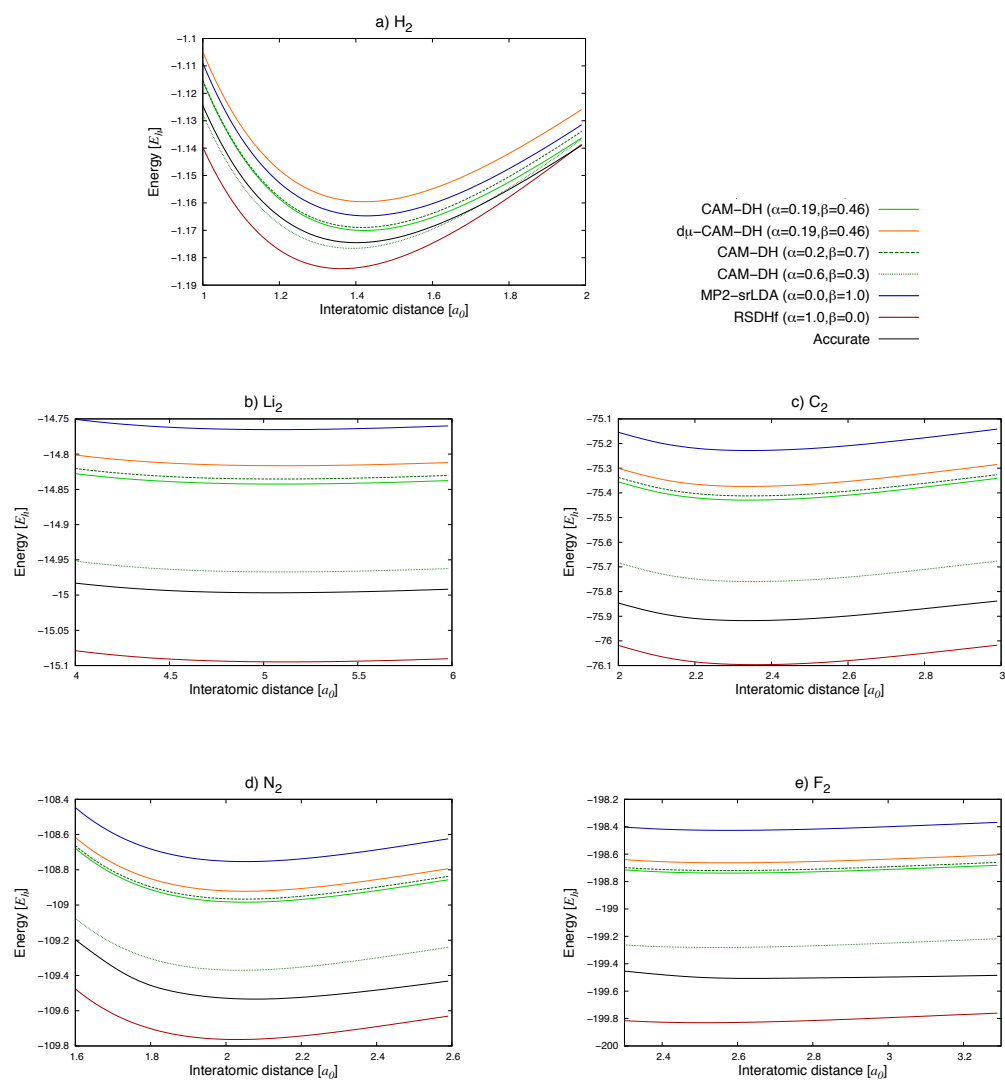 a) H₂
−1.1
−1.11
−1.12
−1.13
−1.14
−1.15
−1.16
−1.17
−1.18
−1.19
Energy [E_h]
1 1.2 1.4 1.6 1.8 2
Interatomic distance [a₀]
CAM−DH (α=0.19,β=0.46)
dμ−CAM−DH (α=0.19,β=0.46)
CAM−DH (α=0.2,β=0.7)
CAM−DH (α=0.6,β=0.3)
MP2−srLDA (α=0.0,β=1.0)
RSDHf (α=1.0,β=0.0)
Accurate
b) Li₂
−14.75
−14.8
−14.85
−14.9
−14.95
−15
−15.05
−15.1
Energy [E_h]
4 4.5 5 5.5 6
Interatomic distance [a₀]
c) C₂
−75.1
−75.2
−75.3
−75.4
−75.5
−75.6
−75.7
−75.8
−75.9
−76
−76.1
Energy [E_h]
2 2.2 2.4 2.6 2.8 3
Interatomic distance [a₀]
d) N₂
−108.4
−108.6
−108.8
−109
−109.2
−109.4
−109.6
−109.8
Energy [E_h]
1.6 1.8 2 2.2 2.4 2.6
Interatomic distance [a₀]
e) F₂
−198.2
−198.4
−198.6
−198.8
−199
−199.2
−199.4
−199.6
−199.8
−200
Energy [E_h]
2.4 2.6 2.8 3 3.2
Interatomic distance [a₀]